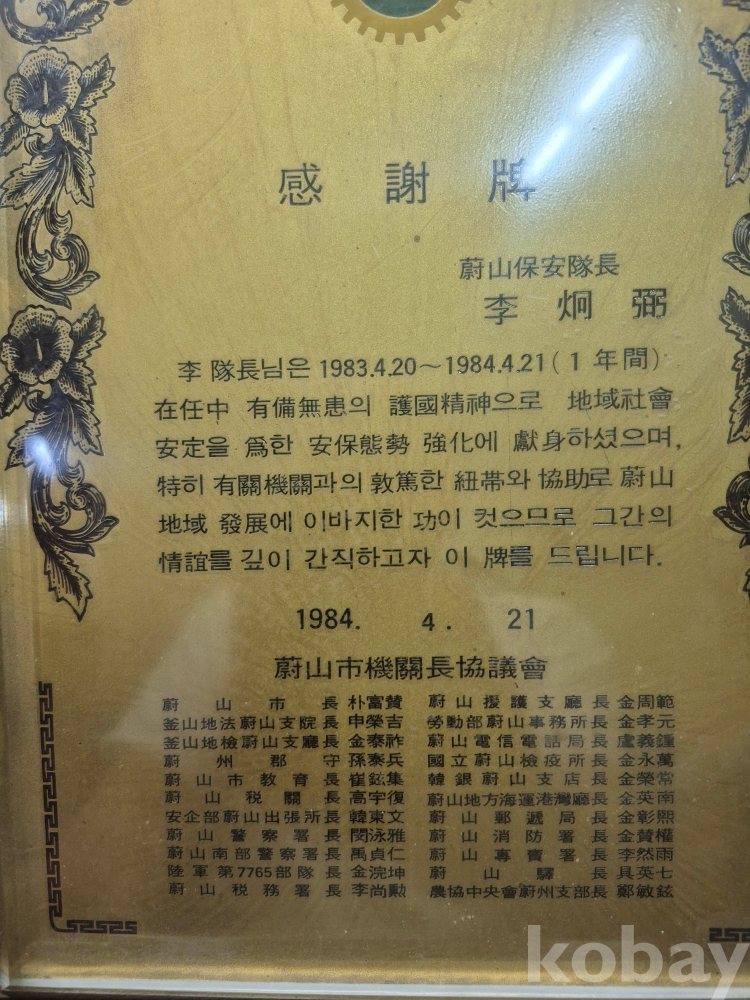 感謝牌
蔚山保安隊長
李炯弼
李 隊長님은 1983.4.20～1984.4.21(1年間)
在任中 有備無患의 護國精神으로 地域社會
安定을 爲한 安保態勢 強化에 獻身하셨으며,
特히 有關機關과의 敦篤한 紐帶와 協助로 蔚山
地域 發展에 이바지한 功이 컷으므로 그간의
情誼를 깊이 간직하고자 이 牌를 드립니다.
1984. 4. 21
蔚山市機關長協議會
蔚山市長 朴富贊
釜山地法蔚山支院長 申榮吉
釜山地檢蔚山支廳長 金泰祚
蔚州郡守 孫泰兵
蔚山市教育長 崔鉉集
蔚山税關長 高宇復
安企部蔚山出張所長 韓東文
蔚山警察署長 閔泳雅
蔚山南部警察署長 禹貞仁
陸軍第7765部隊長 金浣坤
蔚山税務署長 李尚勲
蔚山援護支廳長 金周範
勞動部蔚山事務所長 金孝元
蔚山電信電話局長 盧義鍾
國立蔚山檢疫所長 金永萬
韓銀蔚山支店長 金榮常
蔚山地方海運港灣廳長 金英南
蔚山郵遞局長 金彰熙
蔚山消防署長 金贊權
蔚山專賣署長 李然雨
蔚山驛長 具英七
農協中央會蔚州支部長 鄭敏鉉
kobay